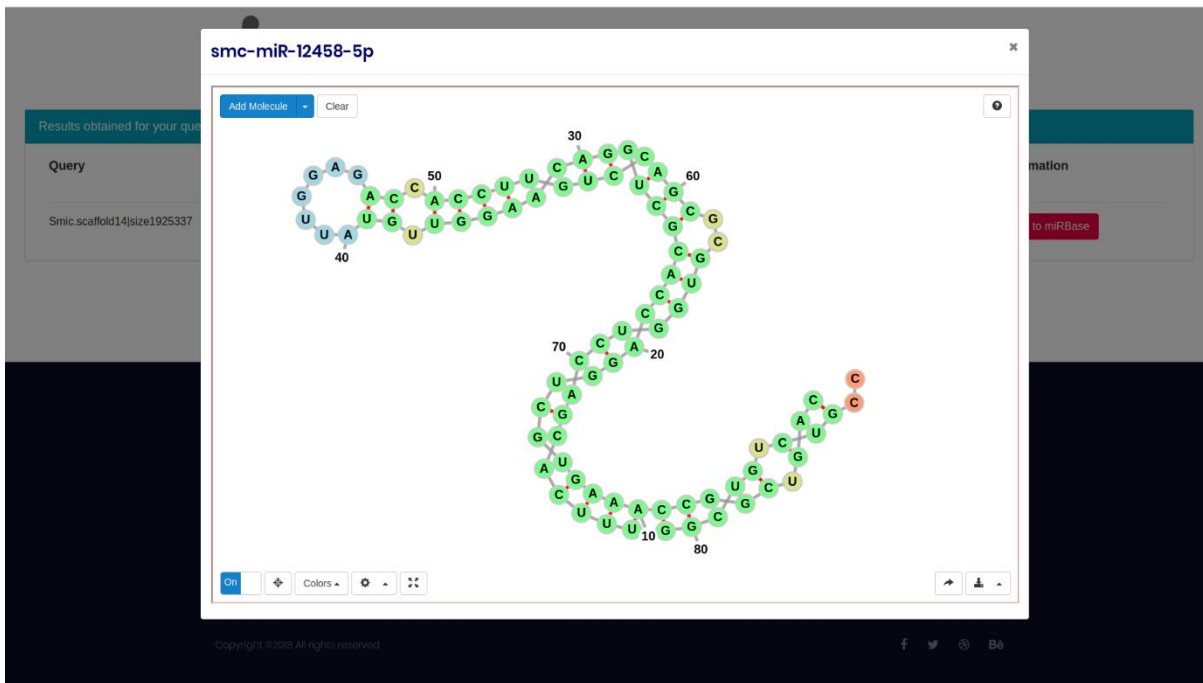 smc-miR-12458-5p
×
Add Molecule
Clear
Results obtained for your que
Query
mation
Smic.scaffold14|size1925337
to miRBase
30
C A G G C A G C G C
60
G A G A C C A C C U U
50
G U U A U G U U G G A A G U C U C G
40
C A C C U C C U C G A C U U U G G C U G U C A C
G U G G A G G A G C U G A A A C C G G C U G U G C C
70
20
10
80
On
Colors
Copyright ©2018 All rights reserved
Bē